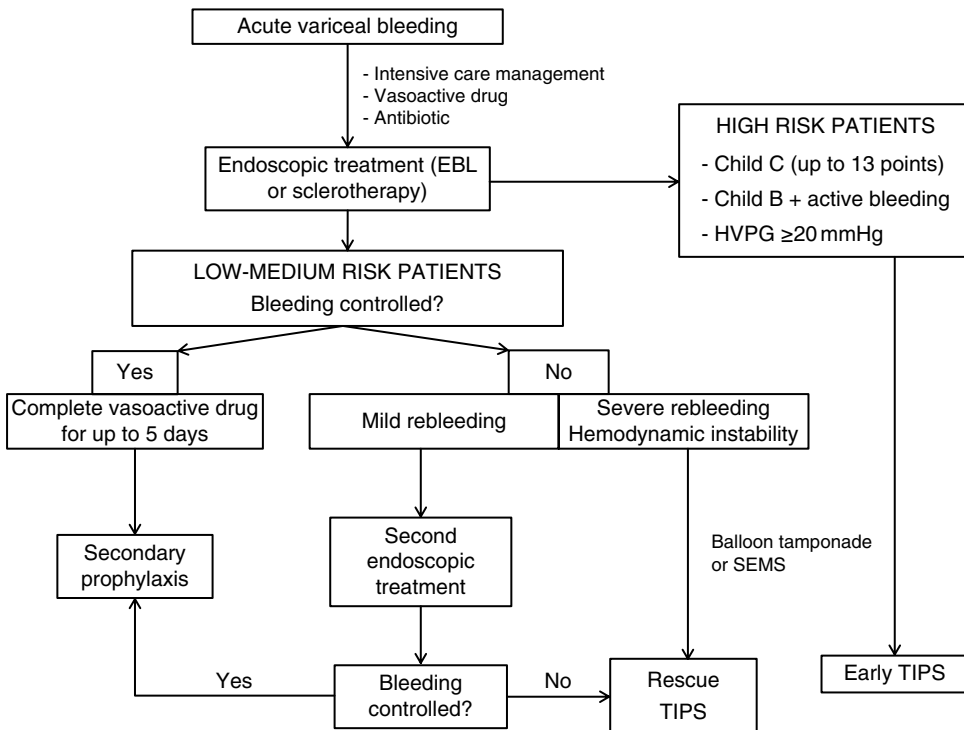 Acute variceal bleeding
- Intensive care management
- Vasoactive drug
- Antibiotic
Endoscopic treatment (EBL
or sclerotherapy)
HIGH RISK PATIENTS
- Child C (up to 13 points)
- Child B + active bleeding
- HVPG ≥20 mmHg
LOW-MEDIUM RISK PATIENTS
Bleeding controlled?
Yes
No
Complete vasoactive drug
for up to 5 days
Mild rebleeding
Severe rebleeding
Hemodynamic instability
Secondary
prophylaxis
Second
endoscopic
treatment
Balloon tamponade
or SEMS
Yes
Bleeding
controlled?
No
Rescue
TIPS
Early TIPS